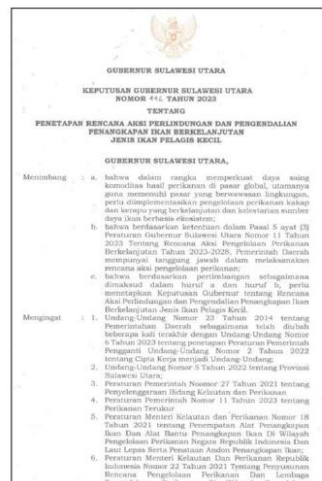 GUBERNUR SULAWESI UTARA
KEPUTUSAN GUBERNUR SULAWESI UTARA
NOMOR TAHUN 2023
TENTANG
PENETAPAN RENCANA AKSI PERLINDUNGAN DAN PENGENDALIAN
PENANGKAPAN IKAN BERKELANJUTAN
JENIS IKAN PELAGIS KECIL
GUBERNUR SULAWESI UTARA,
Menimbang : a. bahwa dalam rangka memperkuat daya saing
komoditas hasil perikanan di pasar global, utamanya
guna memenuhi pasar yang berwawasan lingkungan,
perlu diimplementasikan pengelolaan perikanan kakap
dan kerapu yang berkelanjutan dan kelestarian sumber
daya ikan berbasis ekosistem;
b. bahwa berdasarkan ketentuan dalam Pasal 5 ayat (3)
Peraturan Gubernur Sulawesi Utara Nomor 11 Tahun
2023 Tentang Rencana Aksi Pengelolaan Perikanan
Berkelanjutan Tahun 2023-2028, Pemerintah Daerah
mempunyai tanggung jawab dalam melaksanakan
rencana aksi pengelolaan perikanan;
c. bahwa berdasarkan pertimbangan sebagaimana
dimaksud dalam huruf a dan huruf b, perlu
menetapkan Keputusan Gubernur tentang Rencana
Aksi Perlindungan dan Pengendalian Penangkapan Ikan
Berkelanjutan Jenis Ikan Pelagis Kecil.
Mengingat : 1. Undang-Undang Nomor 23 Tahun 2014 tentang
Pemerintahan Daerah sebagaimana telah diubah
beberapa kali terakhir dengan Undang-Undang Nomor
6 Tahun 2023 tentang penetapan Peraturan Pemerintah
Pengganti Undang-Undang Nomor 2 Tahun 2022
tentang Cipta Kerja menjadi Undang-Undang;
2. Undang-Undang Nomor 5 Tahun 2022 tentang Provinsi
Sulawesi Utara;
3. Peraturan Pemerintah Noomor 27 Tahun 2021 tentang
Penyelenggaraan Bidang Kelautan dan Perikanan
4. Peraturan Pemerintah Nomor 11 Tahun 2023 tentang
Perikanan Terukur
5. Peraturan Menteri Kelautan dan Perikanan Nomor 18
Tahun 2021 tentang Penempatan Alat Penangkapan
Ikan Dan Alat Bantu Penangkapan Ikan Di Wilayah
Pengelolaan Perikanan Negara Republik Indonesia Dan
Laut Lepas Serta Penataan Andon Penangkapan Ikan;
6. Peraturan Menteri Kelautan Dan Perikanan Republik
Indonesia Nomor 22 Tahun 2021 Tentang Penyusunan
Rencana Pengelolaan Perikanan Dan Lembaga